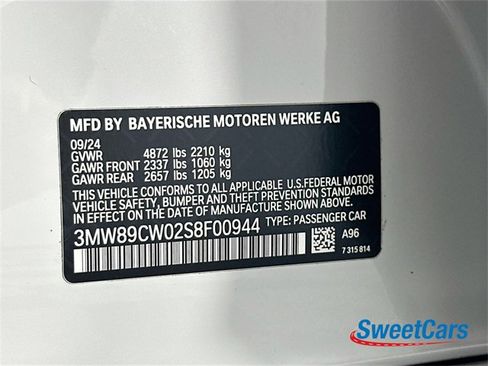 MFD BY BAYERISCHE MOTOREN WERKE AG
09/24
GVWR 4872 lbs 2210 kg
GAWR FRONT 2337 lbs 1060 kg
GAWR REAR 2657 lbs 1205 kg
THIS VEHICLE CONFORMS TO ALL APPLICABLE U.S.FEDERAL MOTOR
VEHICLE SAFETY, BUMPER AND THEFT PREVENTION STANDARDS
IN EFFECT ON THE DATE OF MANUFACTURE SHOWN ABOVE.
3MW89CW02S8F00944 TYPE: PASSENGER CAR
A96
7 315 814
SweetCars